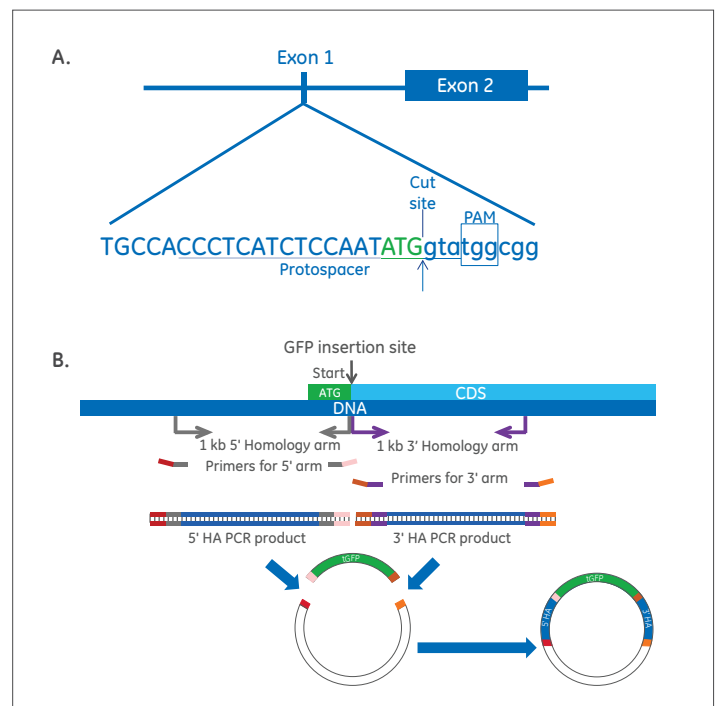 A.
Exon 1
Exon 2
Cut
site
PAM
TGCCACCCTCATCTCCAATATGgtatggcgg
Protospacer
B.
GFP insertion site
Start
ATG
CDS
DNA
1 kb 5' Homology arm
1 kb 3' Homology arm
Primers for 5' arm
Primers for 3' arm
5' HA PCR product
3' HA PCR product
tGFP
tGFP
5' HA
3' HA